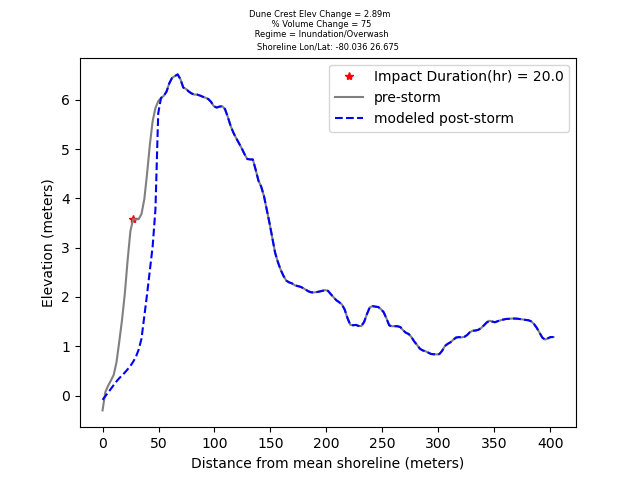 Dune Crest Elev Change = 2.89m
% Volume Change = 75
Regime = Inundation/Overwash
Shoreline Lon/Lat: -80.036 26.675
Impact Duration(hr) = 20.0
pre-storm
modeled post-storm
Elevation (meters)
6
5
4
3
2
1
0
0 50 100 150 200 250 300 350 400
Distance from mean shoreline (meters)